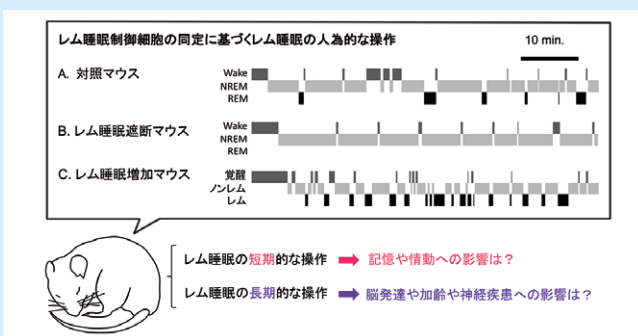 レム睡眠制御細胞の同定に基づくレム睡眠の人為的な操作
10 min.
A. 対照マウス
Wake
NREM
REM
B. レム睡眠遮断マウス
Wake
NREM
REM
C. レム睡眠増加マウス
覚醒
ノンレム
レム
レム睡眠の短期的な操作 ➡ 記憶や情動への影響は？
レム睡眠の長期的な操作 ➡ 脳発達や加齢や神経疾患への影響は？